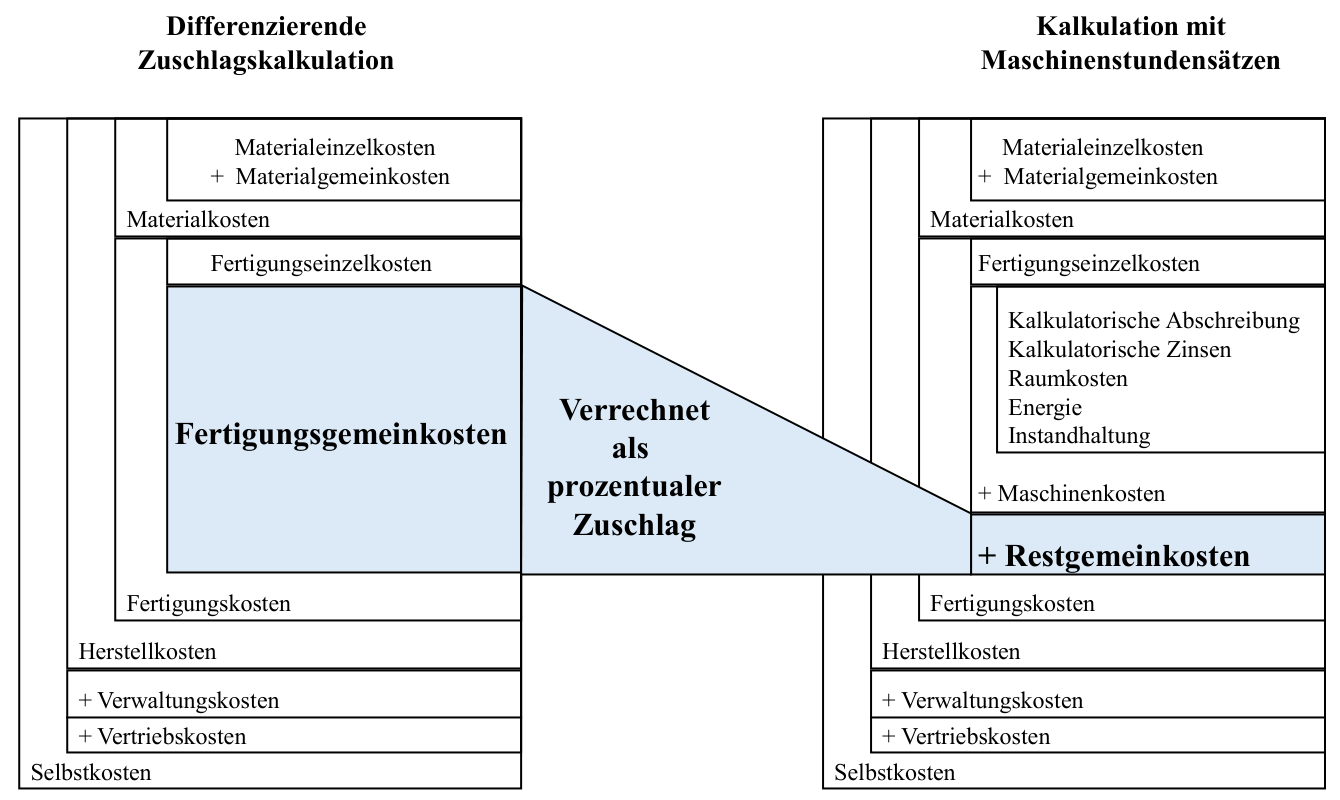 Differenzierende
Zuschlagskalkulation
Materialeinzelkosten
+ Materialgemeinkosten
Materialkosten
Fertigungseinzelkosten
Fertigungsgemeinkosten
Fertigungskosten
Herstellkosten
+ Verwaltungskosten
+ Vertriebskosten
Selbstkosten
Verrechnet
als
prozentualer
Zuschlag
Kalkulation mit
Maschinenstundensätzen
Materialeinzelkosten
+ Materialgemeinkosten
Materialkosten
Fertigungseinzelkosten
Kalkulatorische Abschreibung
Kalkulatorische Zinsen
Raumkosten
Energie
Instandhaltung
+ Maschinenkosten
+ Restgemeinkosten
Fertigungskosten
Herstellkosten
+ Verwaltungskosten
+ Vertriebskosten
Selbstkosten